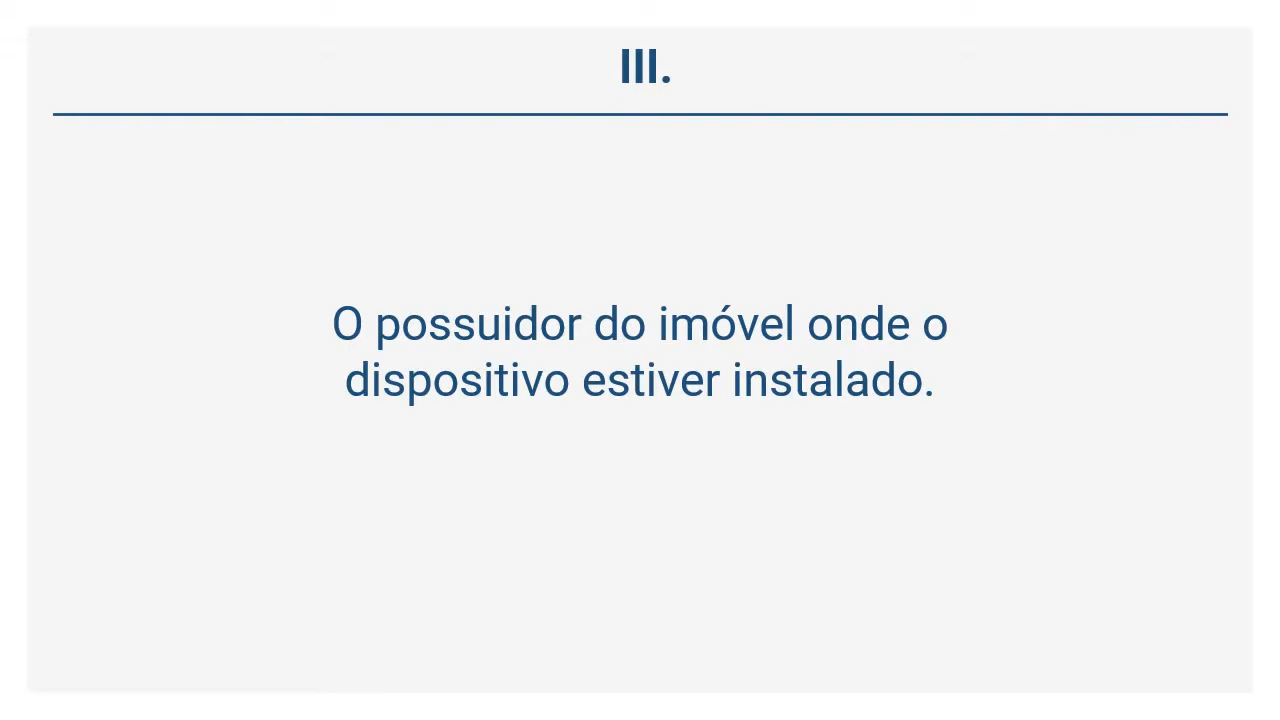 III.
O possuidor do imóvel onde o
dispositivo estiver instalado.